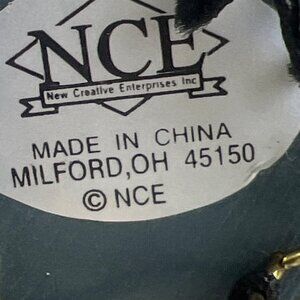 NCE
New Creative Enterprises Inc
MADE IN CHINA
MILFORD,OH 45150
© NCE